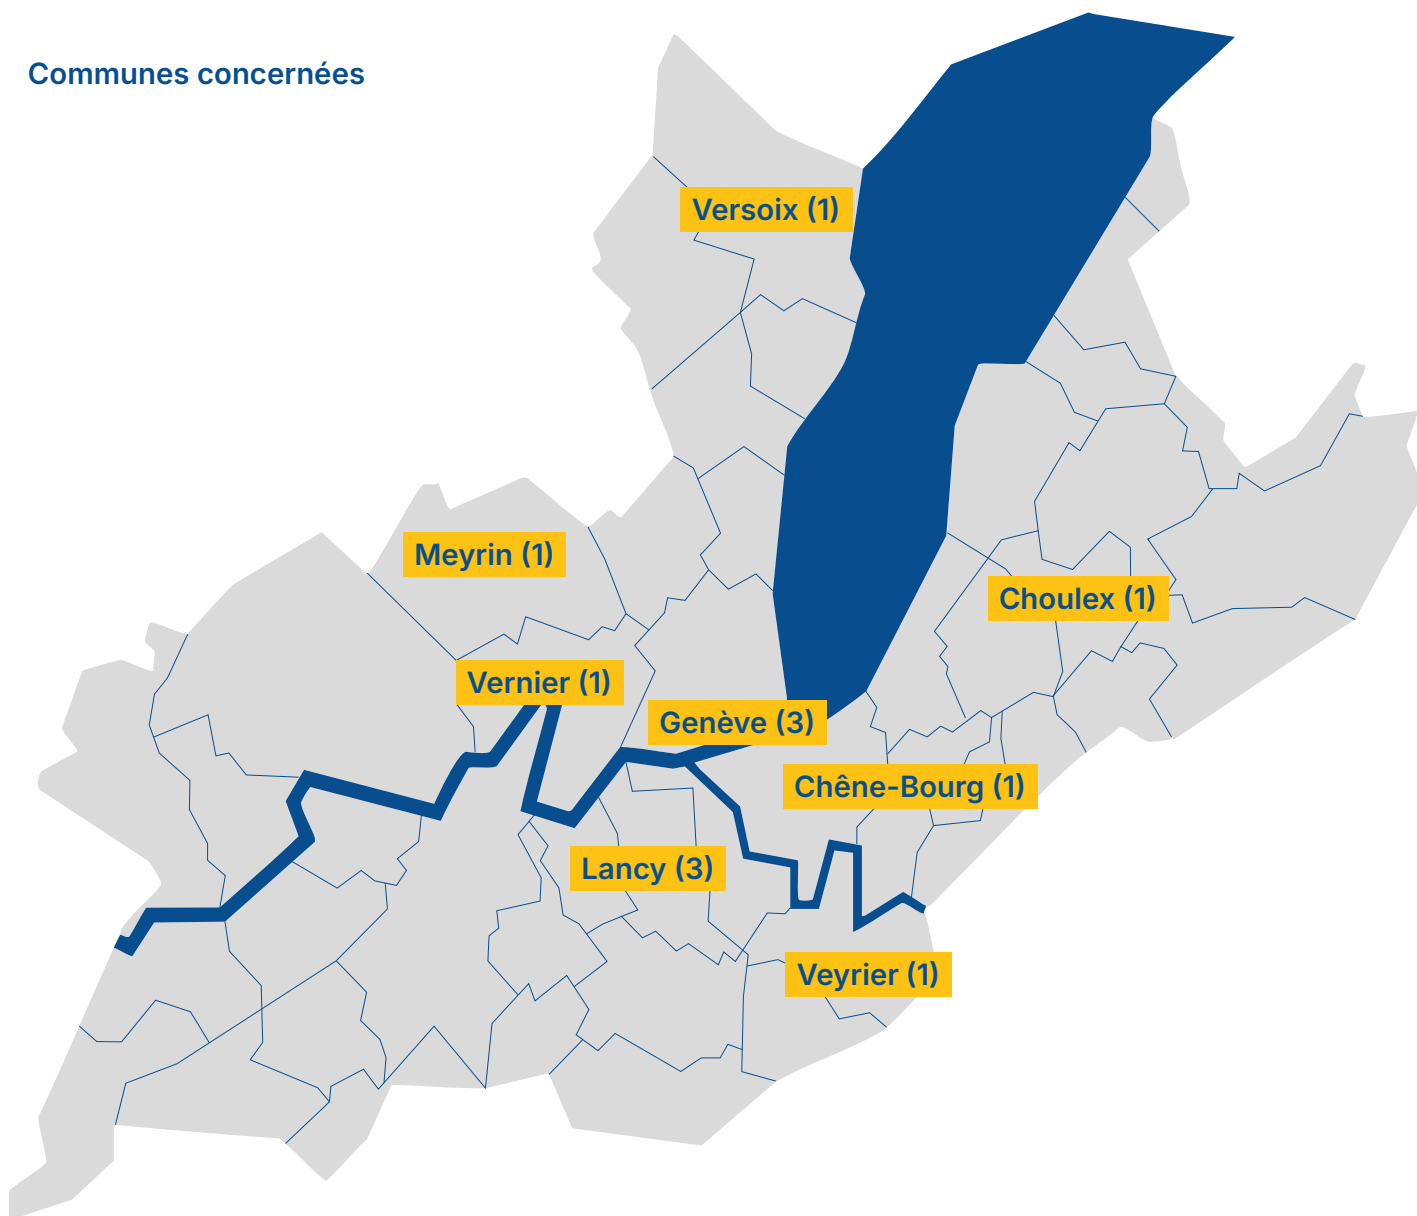 Communes concernées
Versoix (1)
Meyrin (1)
Choulex (1)
Vernier (1)
Genève (3)
Chêne-Bourg (1)
Lancy (3)
Veyrier (1)